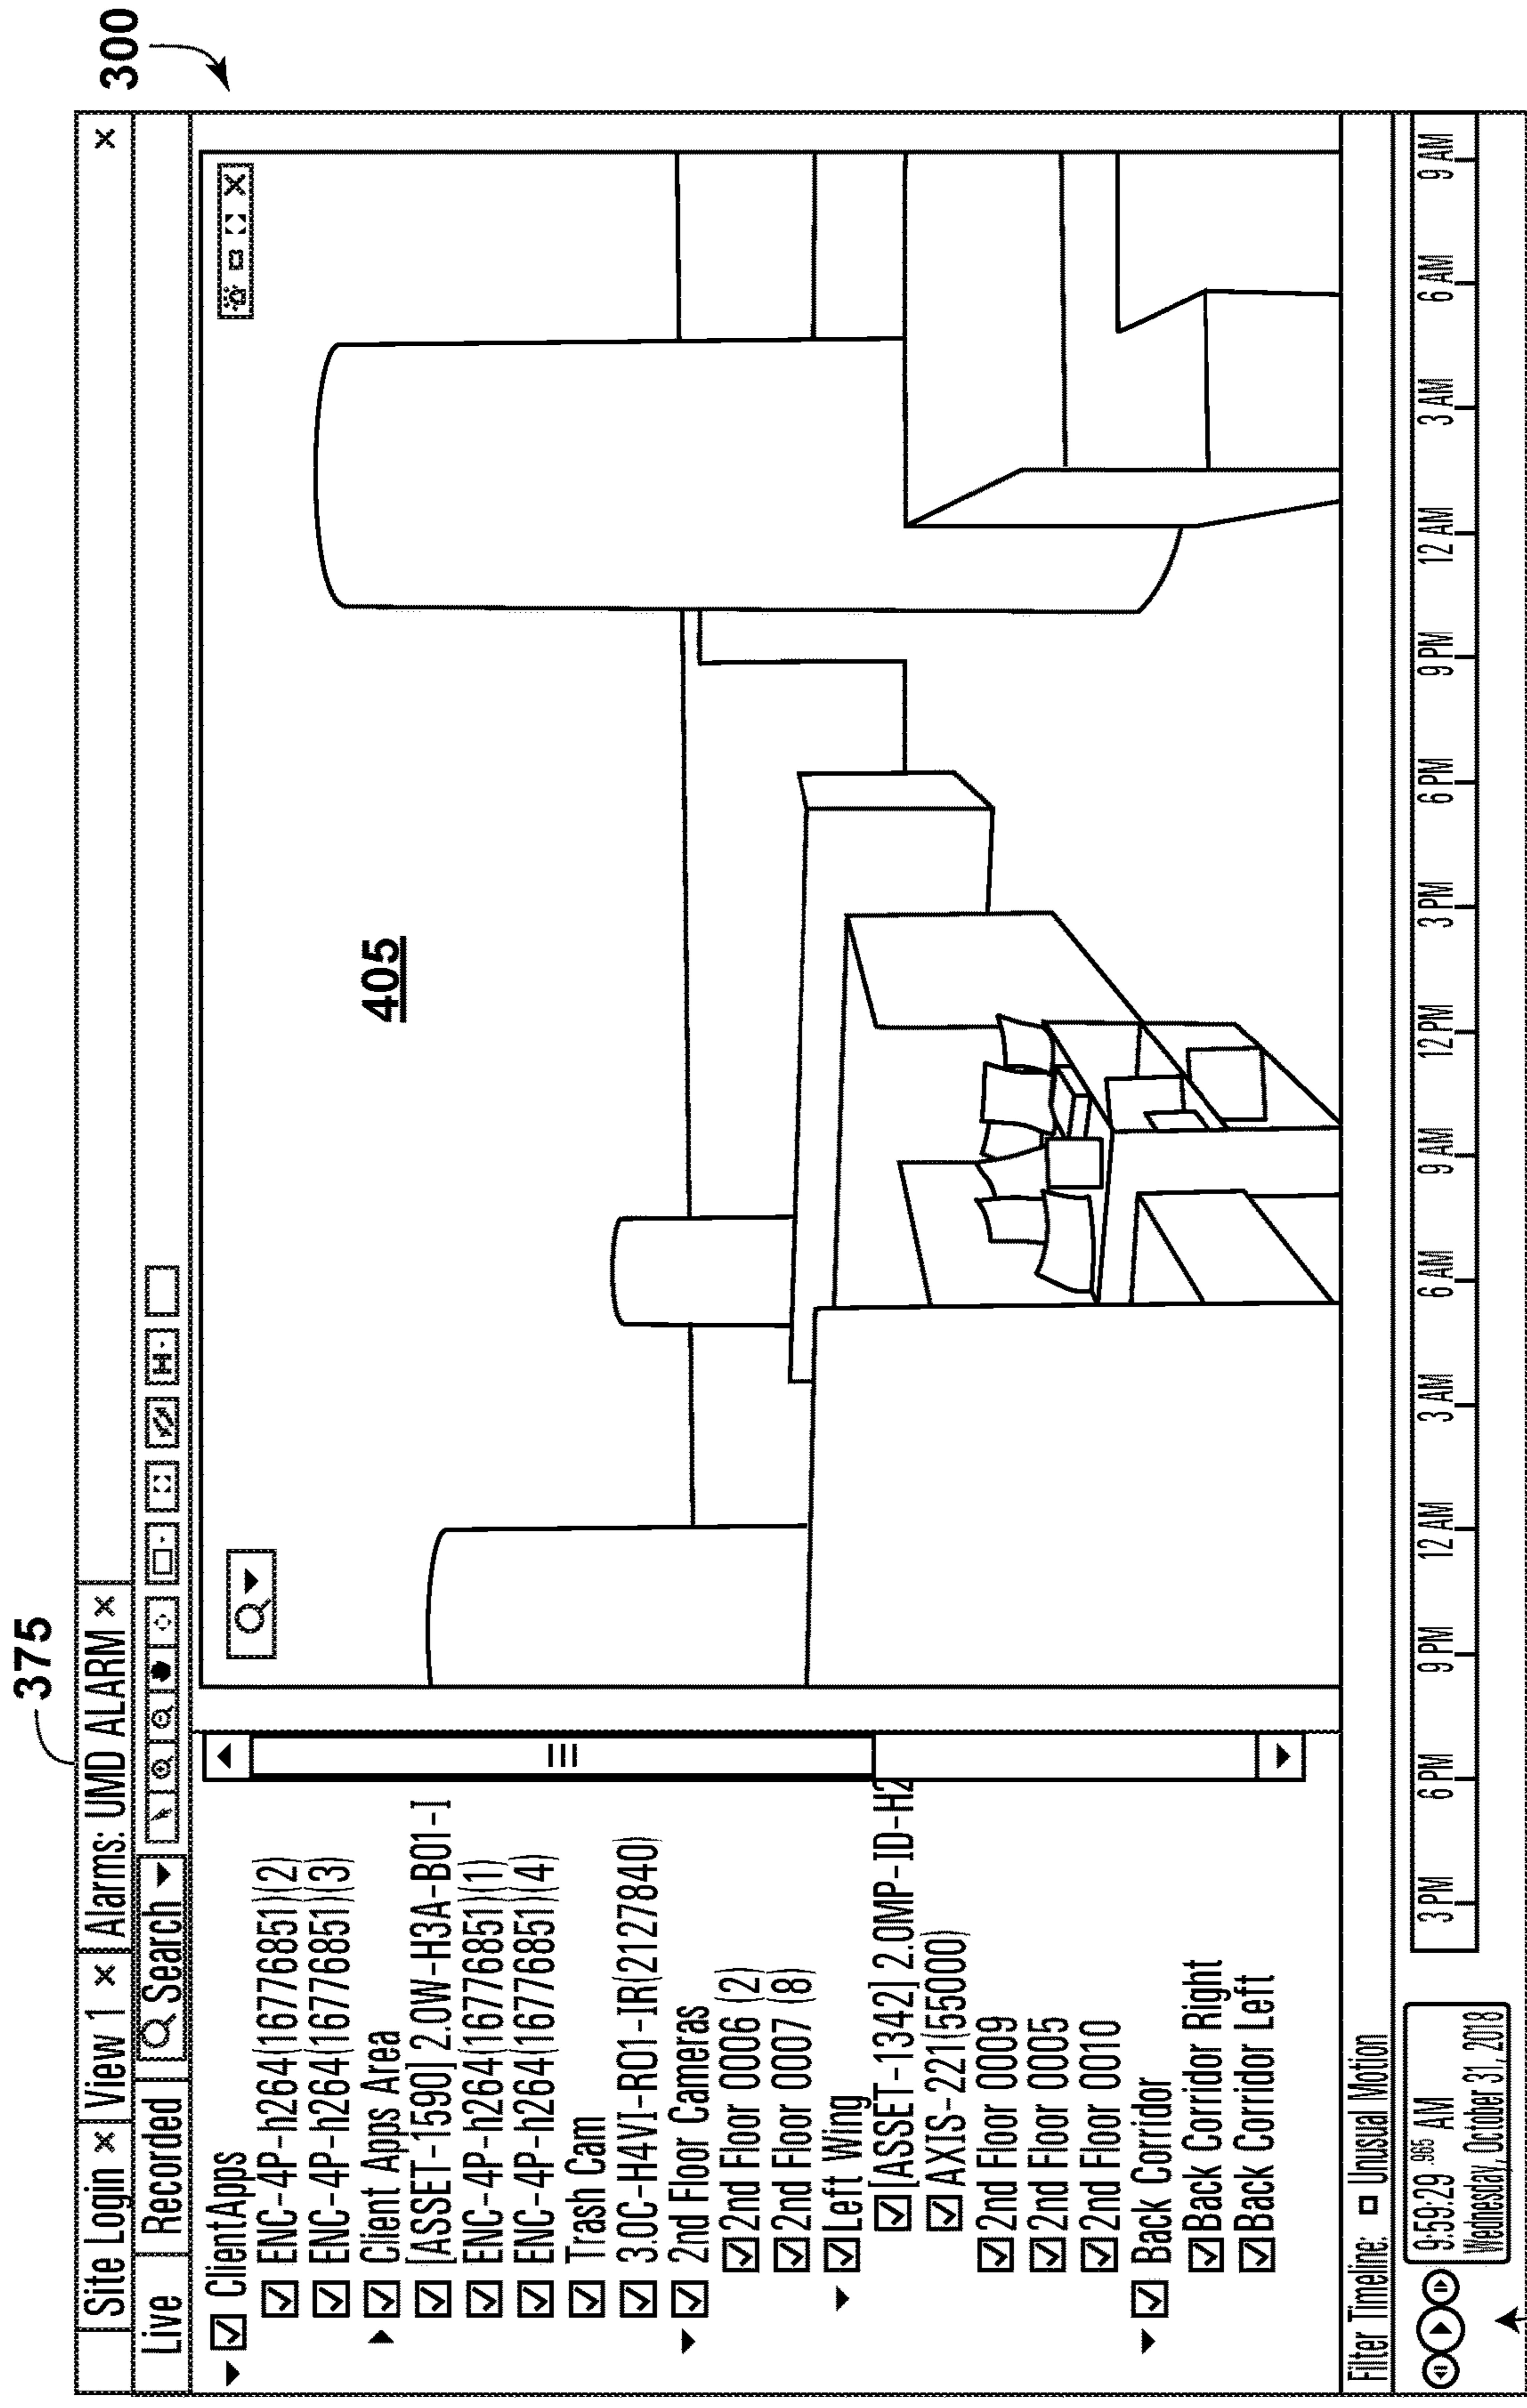 300
375
Site Login × View 1 × Alarms: UMD ALARM × ×
Live Recorded Search
ClientApps
ENC-4P-h264(16776851)(2)
ENC-4P-h264(16776851)(3)
Client Apps Area
[ASSET-1590] 2.0W-H3A-B01-I
ENC-4P-h264(16776851)(1)
ENC-4P-h264(16776851)(4)
Trash Cam
3.0C-H4VI-RO1-IR(2127840)
2nd Floor Cameras
2nd Floor 0006 (2)
2nd Floor 0007 (8)
Left Wing
[ASSET-1342] 2.0MP-ID-H2
AXIS-221(55000)
2nd Floor 0009
2nd Floor 0005
2nd Floor 0010
Back Corridor
Back Corridor Right
Back Corridor Left
405
Filter Timeline: Unusual Motion
9:59:29 .965 AM
Wednesday, October 31, 2018
3 PM 6 PM 9 PM 12 AM 3 AM 6 AM 9 AM 12 PM 3 PM 6 PM 9 PM 12 AM 3 AM 6 AM 9 AM